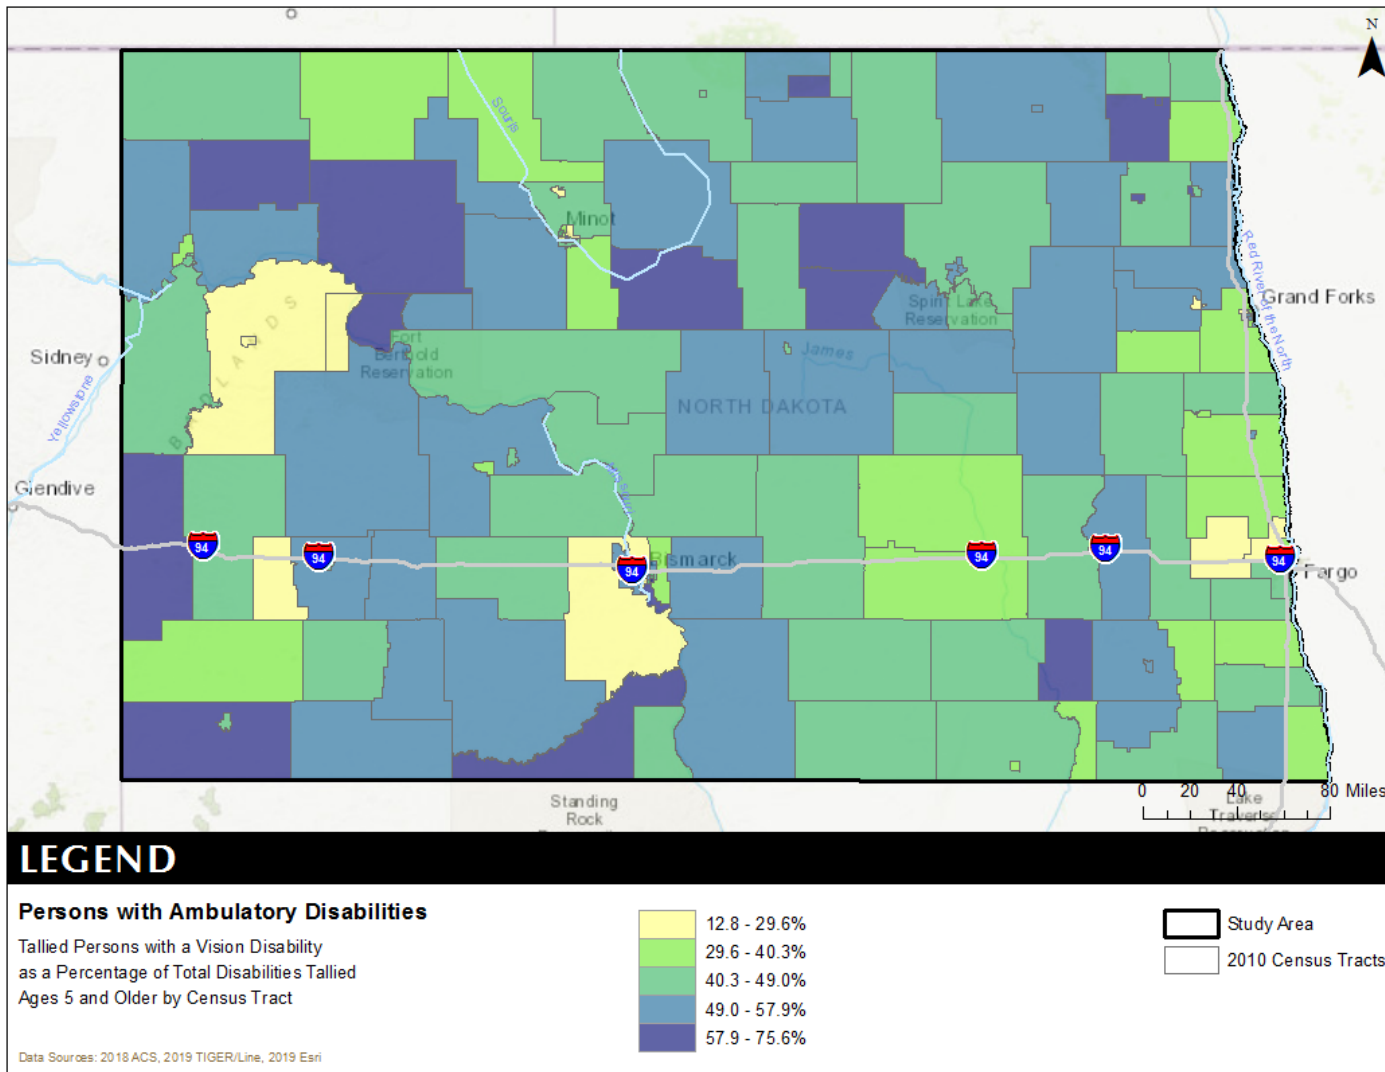 N
Souris
Minot
BADLANDS
Spirit Lake
Reservation
Red River of the North
Grand Forks
Sidney
Fort
Berthold
Reservation
James
Yellowstone
NORTH DAKOTA
Glendive
Missouri
94
94
94
94
94
94
Bismarck
Fargo
Standing
Rock
0 20 40 80 Miles
Lake
Traverse
Reservation
LEGEND
Persons with Ambulatory Disabilities
Tallied Persons with a Vision Disability
as a Percentage of Total Disabilities Tallied
Ages 5 and Older by Census Tract
12.8 - 29.6%
29.6 - 40.3%
40.3 - 49.0%
49.0 - 57.9%
57.9 - 75.6%
Study Area
2010 Census Tracts
Data Sources: 2018 ACS, 2019 TIGER/Line, 2019 Esri